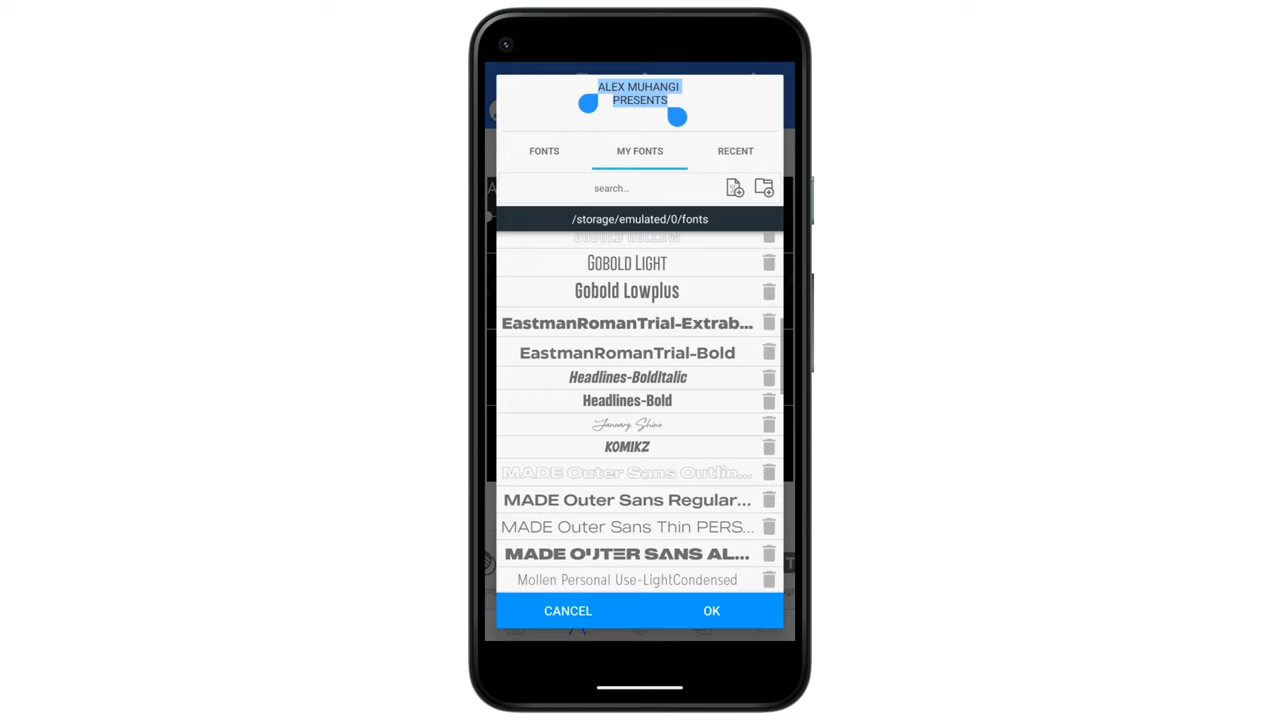 ALEX MUHANGI
PRESENTS
FONTS
MY FONTS
RECENT
search...
/storage/emulated/0/fonts
GOBOLD HOLLOW
GOBOLD LIGHT
Gobold Lowplus
EastmanRomanTrial-Extrab...
EastmanRomanTrial-Bold
Headlines-BoldItalic
Headlines-Bold
January Shine
KOMIKZ
MADE Outer Sans Outlin...
MADE Outer Sans Regular...
MADE Outer Sans Thin PERS...
MADE OUTER SANS AL...
Mollen Personal Use-LightCondensed
CANCEL
OK